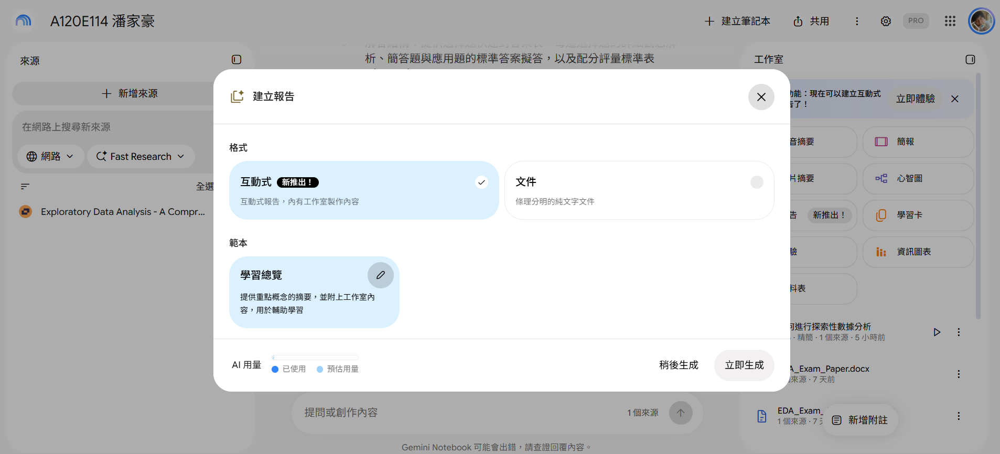 A120E114 潘家豪
建立筆記本
共用
PRO
來源
新增來源
在網路上搜尋新來源
網路
Fast Research
全選
Exploratory Data Analysis - A Compr...
析、簡答題與應用題的標準答案擬答，以及配分評量標準表
建立報告
格式
互動式 新推出！
互動式報告，內有工作室製作內容
文件
條理分明的純文字文件
範本
學習總覽
提供重點概念的摘要，並附上工作室內
容，用於輔助學習
AI 用量
已使用
預估用量
稍後生成
立即生成
提問或創作內容
1 個來源
Gemini Notebook 可能會出錯，請查證回覆內容。
工作室
功能：現在可以建立互動式
告了！
立即體驗
音摘要
簡報
片摘要
心智圖
告 新推出！
學習卡
驗
資訊圖表
料表
何進行探索性數據分析
· 精簡 · 1 個來源 · 5 小時前
A_Exam_Paper.docx
個來源 · 7 天前
EDA_Exam_
1 個來源 · 7
新增附註